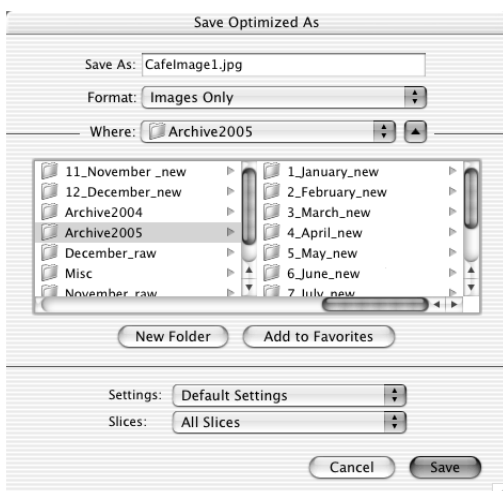 Save Optimized As
Save As: CafeImage1.jpg
Format: Images Only
Where: Archive2005
11_November _new
12_December_new
Archive2004
Archive2005
December_raw
Misc
November_raw
1_January_new
2_February_new
3_March_new
4_April_new
5_May_new
6_June_new
7_July_new
New Folder
Add to Favorites
Settings: Default Settings
Slices: All Slices
Cancel
Save